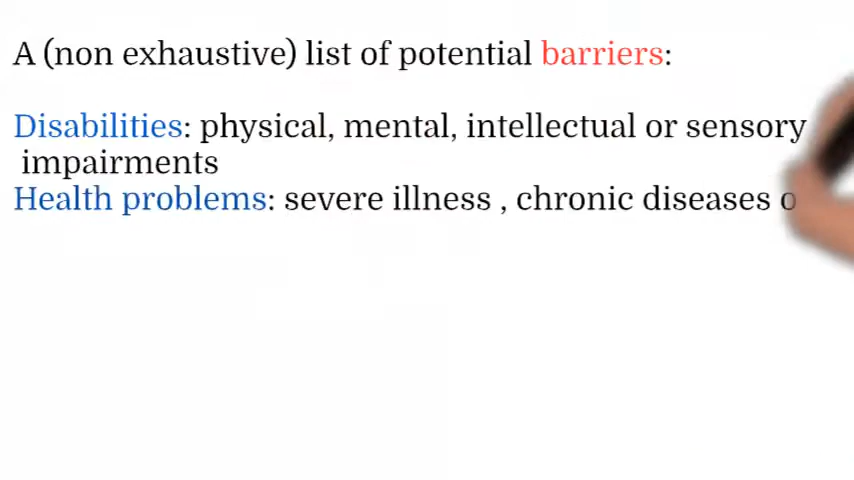 A (non exhaustive) list of potential barriers:
Disabilities: physical, mental, intellectual or sensory
impairments
Health problems: severe illness , chronic diseases o